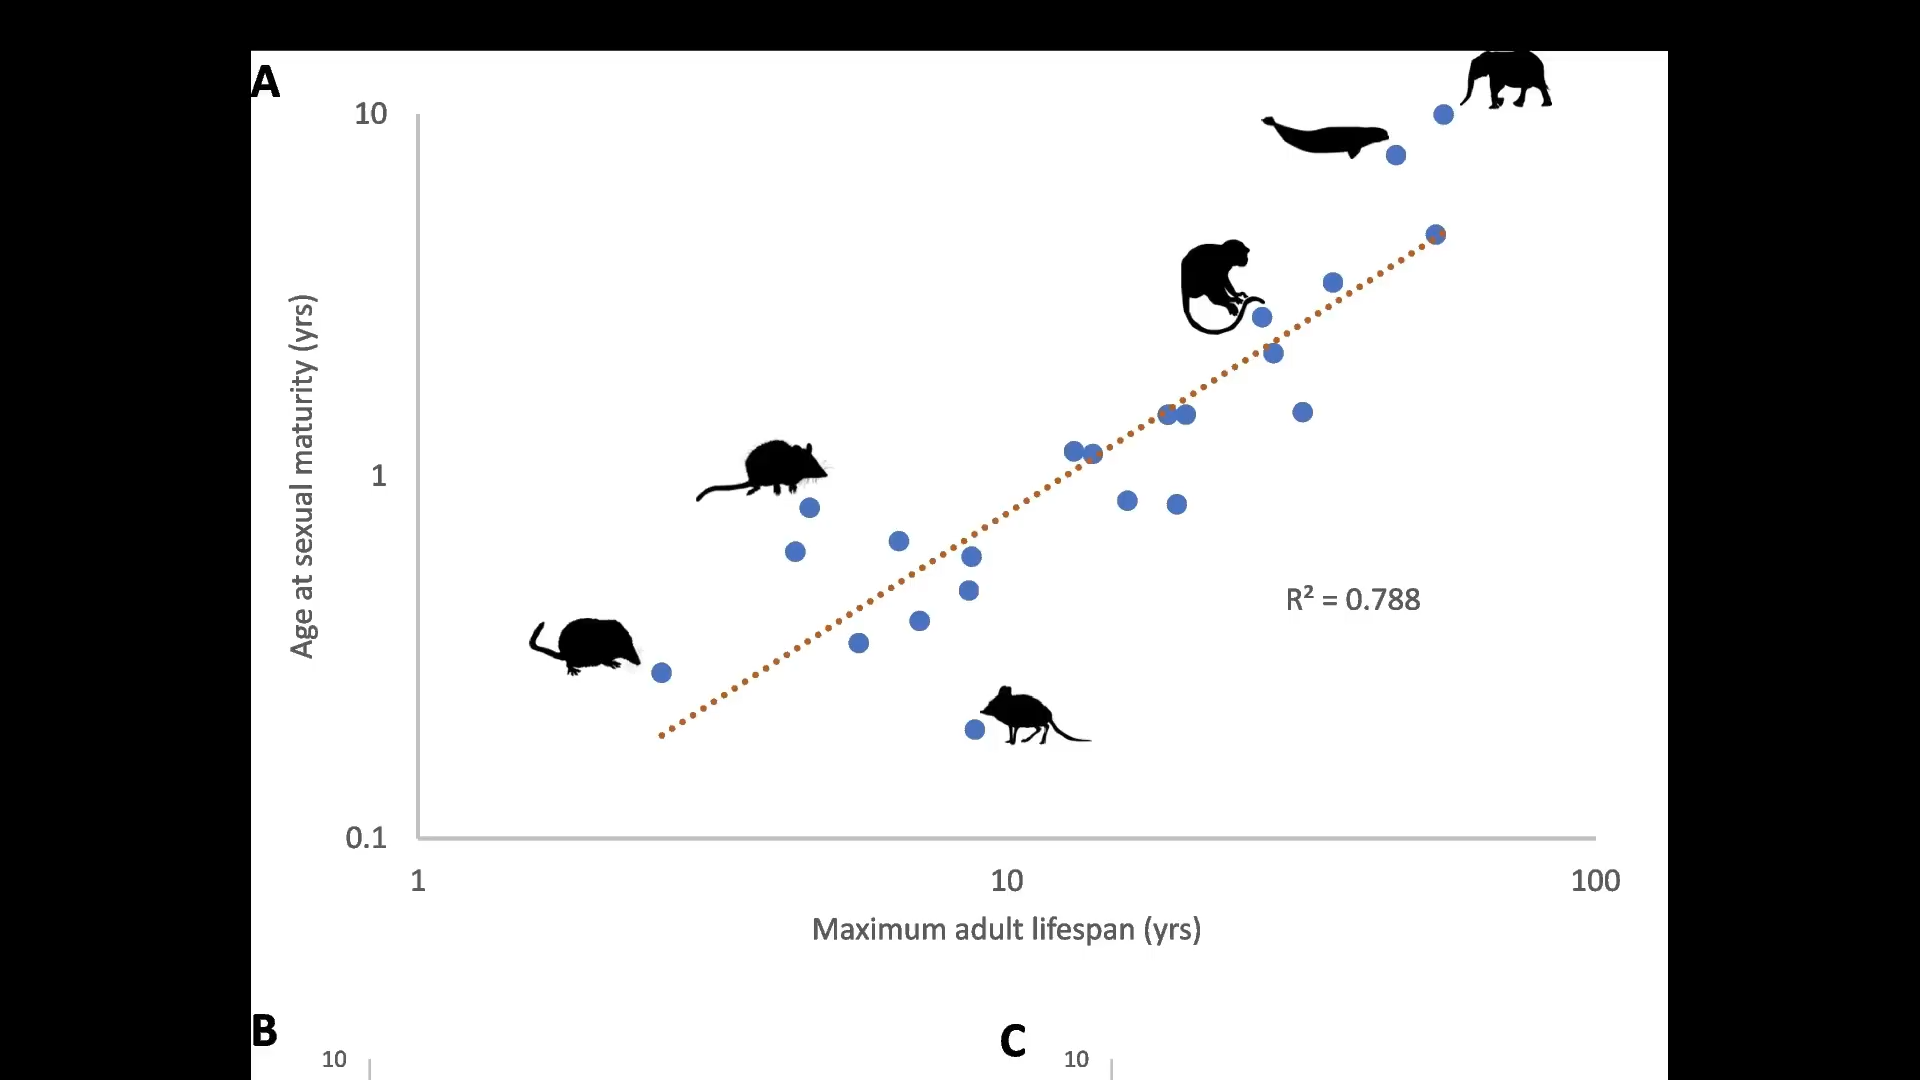 A
10
1
0.1
Age at sexual maturity (yrs)
R² = 0.788
1 10 100
Maximum adult lifespan (yrs)
B
10
C
10